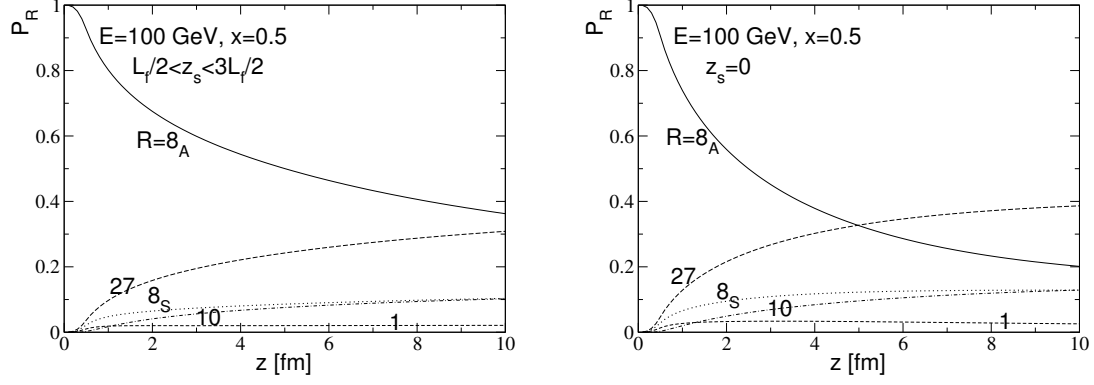 P_R
1
0.8
0.6
0.4
0.2
0
E=100 GeV, x=0.5
L_f/2<z_s<3L_f/2
R=8_A
27
8_S
10
1
0 2 4 6 8 10
z [fm]
P_R
1
0.8
0.6
0.4
0.2
0
E=100 GeV, x=0.5
z_s=0
R=8_A
27
8_S
10
1
0 2 4 6 8 10
z [fm]